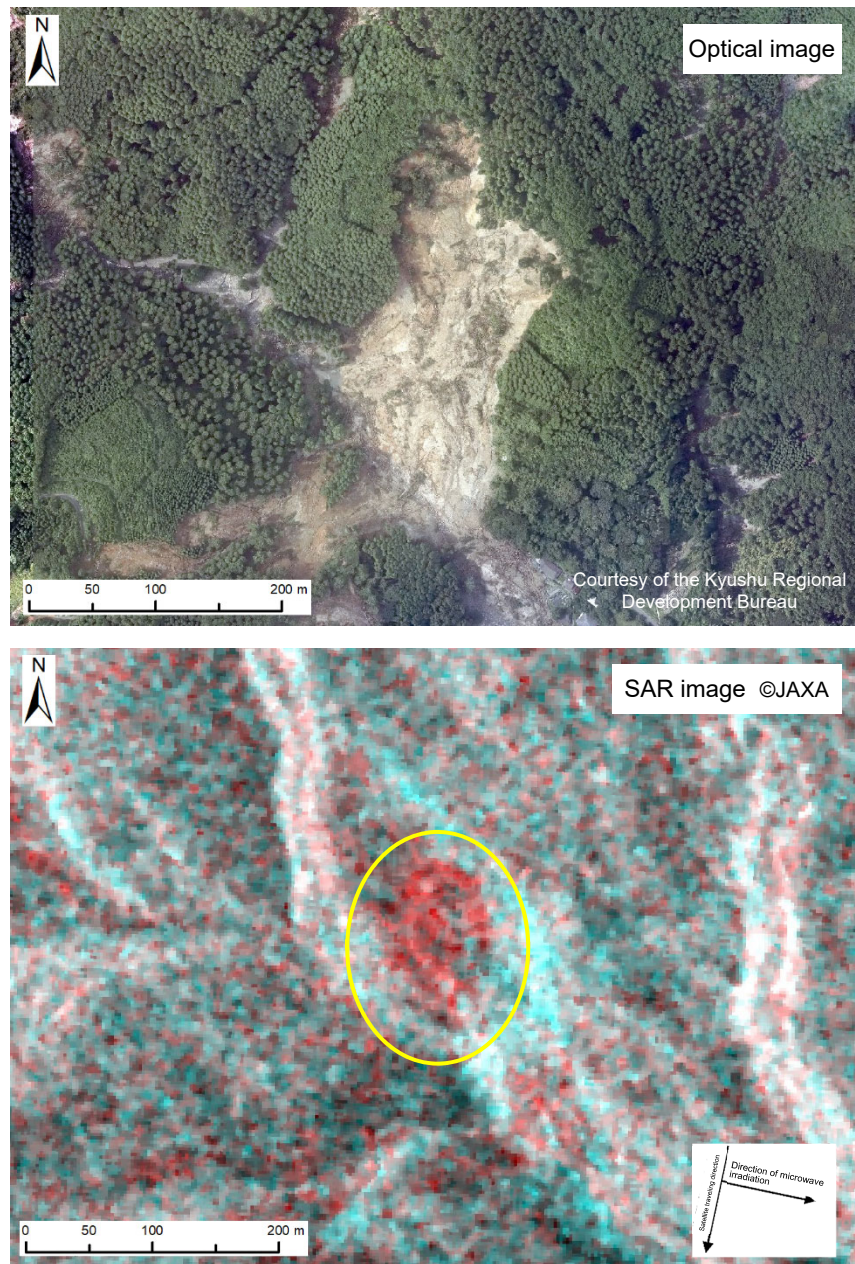 N
Optical image
Courtesy of the Kyushu Regional
Development Bureau
0 50 100 200 m
N
SAR image ©JAXA
Direction of microwave
irradiation
Satellite traveling direction
0 50 100 200 m